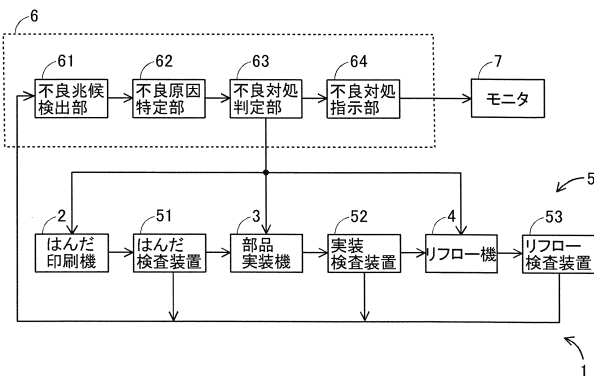 6
61
62
63
64
7
不良兆候
検出部
不良原因
特定部
不良対処
判定部
不良対処
指示部
モニタ
5
2
51
3
52
4
53
はんだ
印刷機
はんだ
検査装置
部品
実装機
実装
検査装置
リフロー機
リフロー
検査装置
1